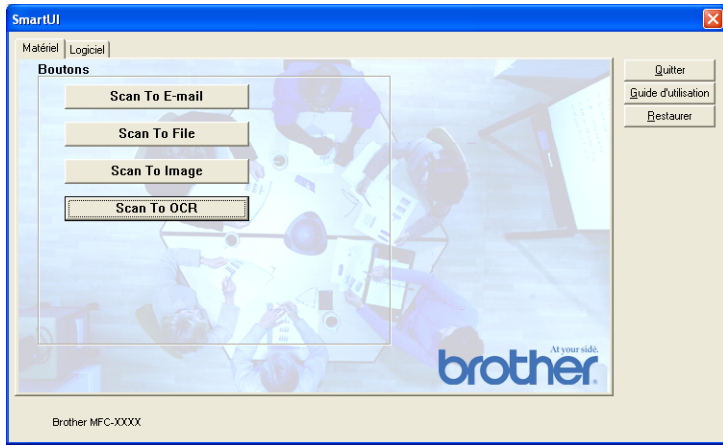 SmartUI
Matériel Logiciel
Boutons
Scan To E-mail
Scan To File
Scan To Image
Scan To OCR
Quitter
Guide d'utilisation
Restaurer
At your side.
brother
Brother MFC-XXXX